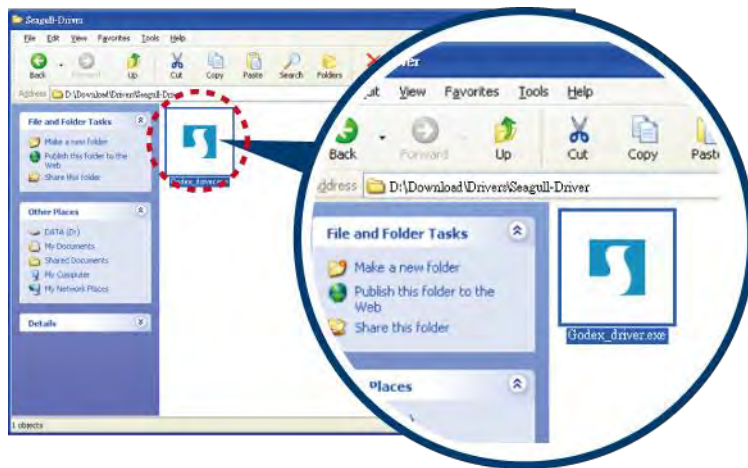 Seagull-Driver
File Edit View Favorites Tools Help
Back Forward Up Cut Copy Paste Search Folders
Address D:\Download\Drivers\Seagull-Driver
File and Folder Tasks
Make a new folder
Publish this folder to the
Web
Share this folder
Other Places
DATA (D:)
My Documents
Shared Documents
My Computer
My Network Places
Details
1 objects
Godex_driver.exe
View Favorites Tools Help
Back Forward Up Cut Copy
ddress D:\Download\Drivers\Seagull-Driver
File and Folder Tasks
Make a new folder
Publish this folder to the
Web
Share this folder
Places
Godex_driver.exe